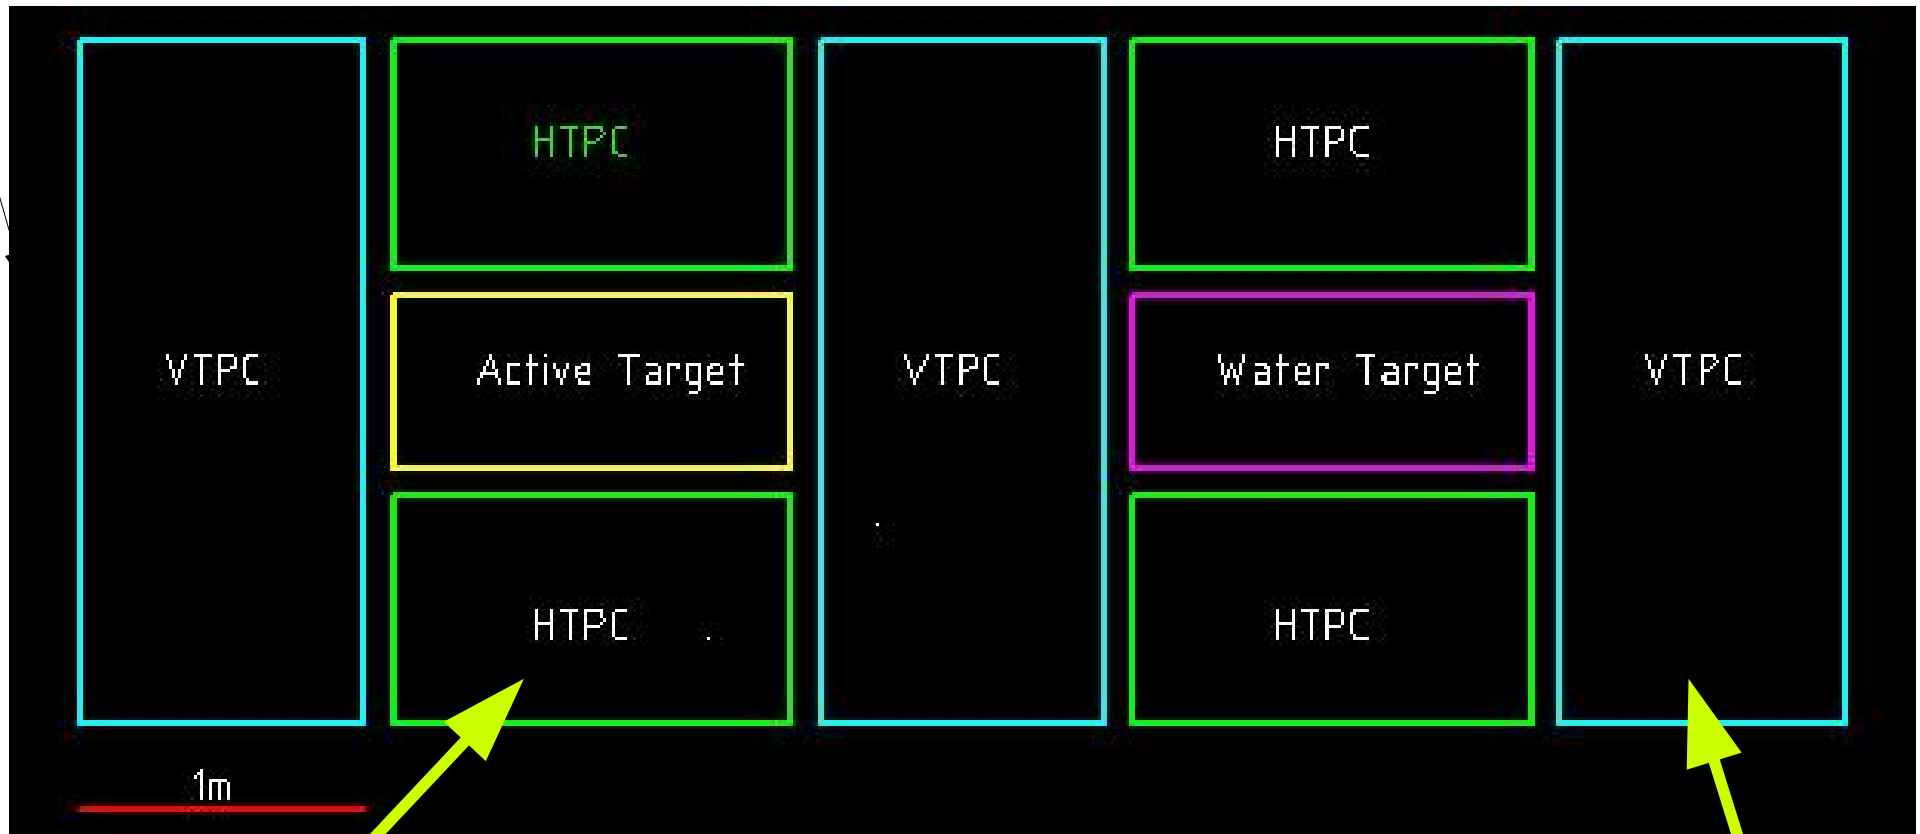 HTPC
HTPC
VTPC
Active Target
VTPC
Water Target
VTPC
HTPC
HTPC
1m